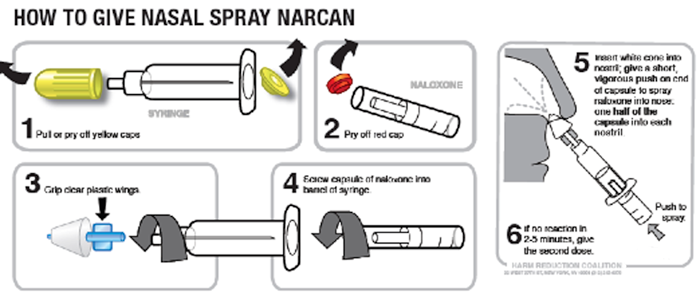 HOW TO GIVE NASAL SPRAY NARCAN
SYRINGE
1 Pull or pry off yellow caps
NALOXONE
2 Pry off red cap
3 Grip clear plastic wings.
4 Screw capsule of naloxone into
barrel of syringe.
5 Insert white cone into
nostril; give a short,
vigorous push on end
of capsule to spray
naloxone into nose:
one half of the
capsule into each
nostril.
Push to
spray.
6 If no reaction in
2-5 minutes, give
the second dose.
HARM REDUCTION COALITION